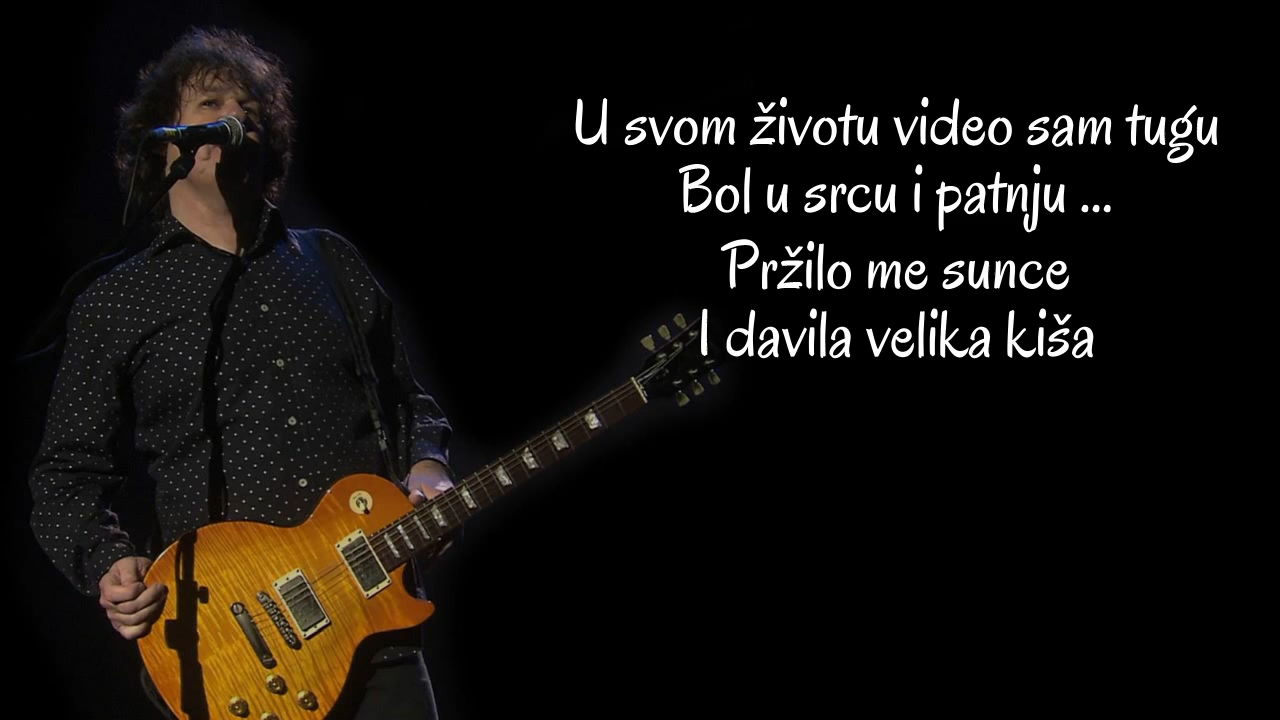 U svom životu video sam tugu
Bol u srcu i patnju ...
Pržilo me sunce
I davila velika kiša